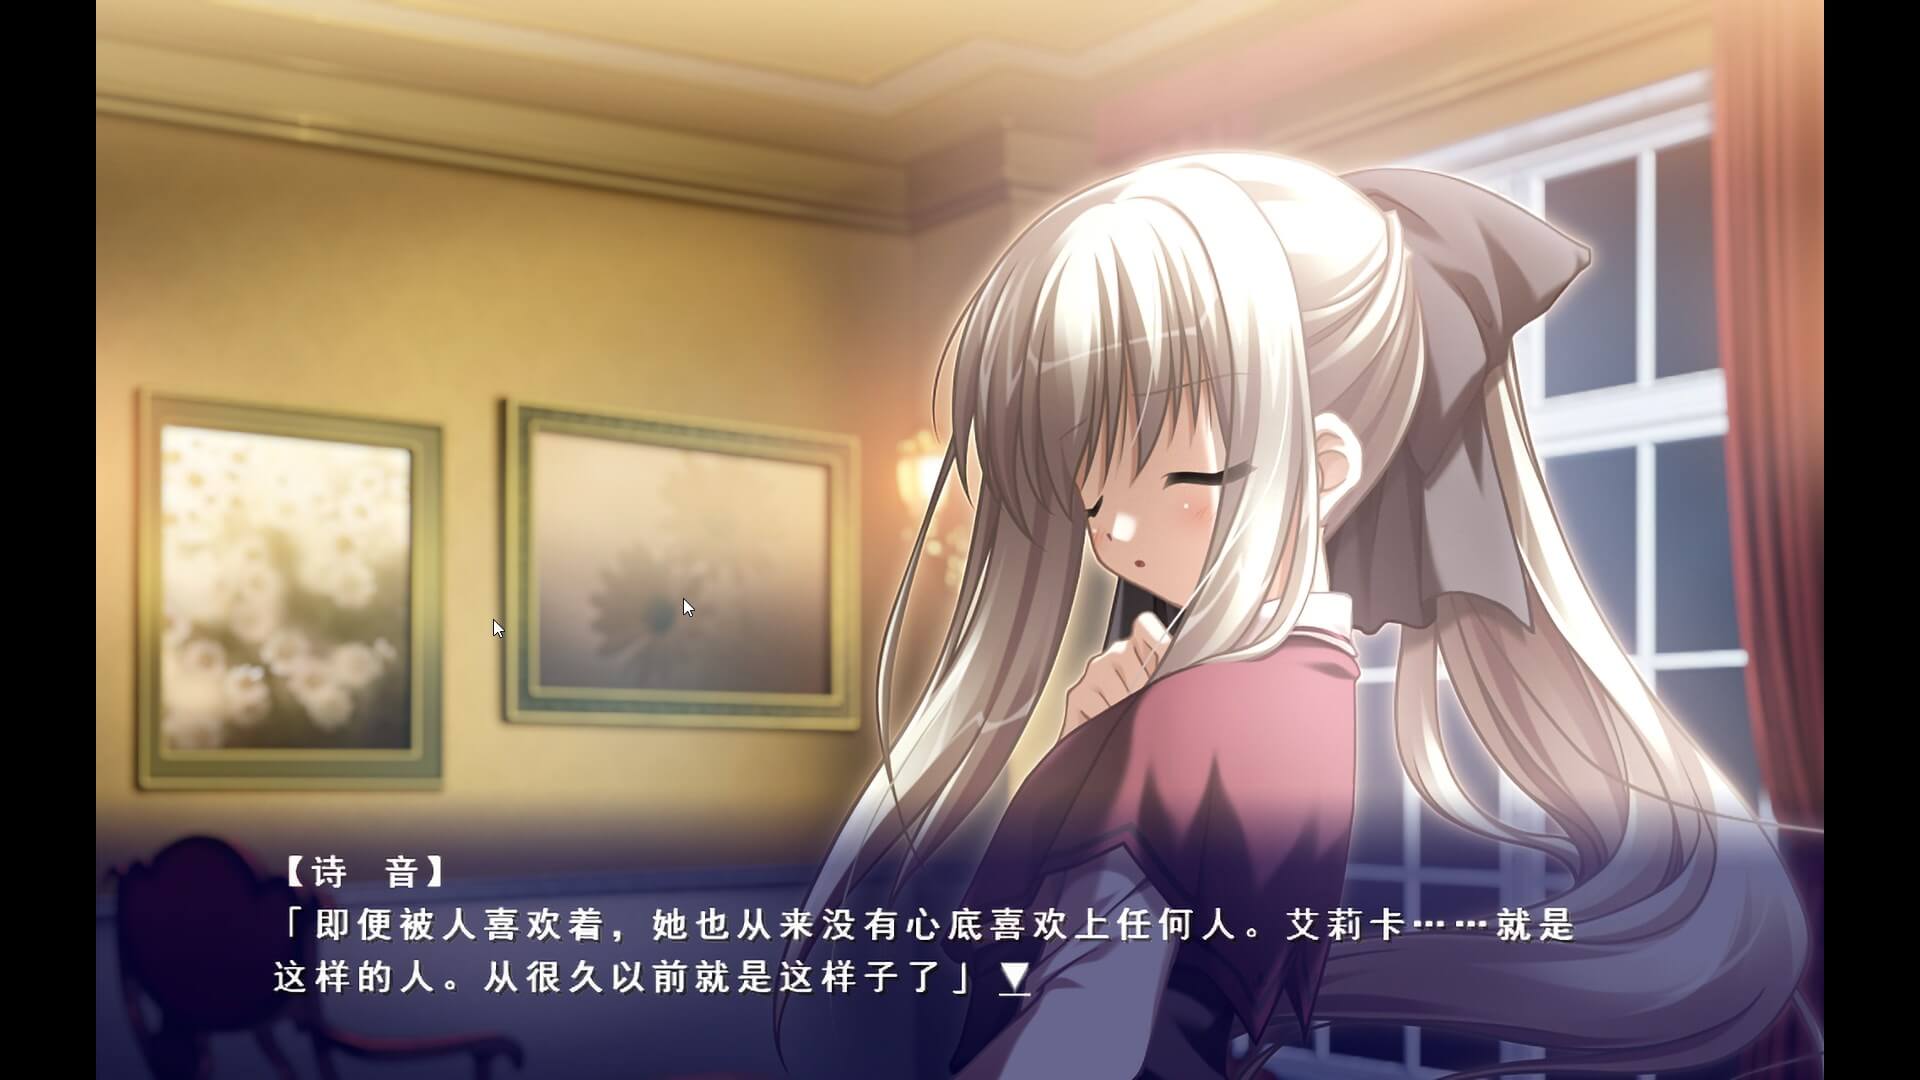 【诗　音】
「即便被人喜欢着，她也从来没有心底喜欢上任何人。艾莉卡……就是
这样的人。从很久以前就是这样子了」